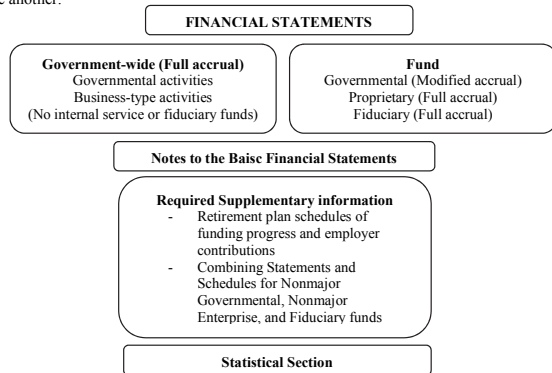 e another.
FINANCIAL STATEMENTS
Government-wide (Full accrual)
Governmental activities
Business-type activities
(No internal service or fiduciary funds)
Fund
Governmental (Modified accrual)
Proprietary (Full accrual)
Fiduciary (Full accrual)
Notes to the Baisc Financial Statements
Required Supplementary information
- Retirement plan schedules of
funding progress and employer
contributions
- Combining Statements and
Schedules for Nonmajor
Governmental, Nonmajor
Enterprise, and Fiduciary funds
Statistical Section